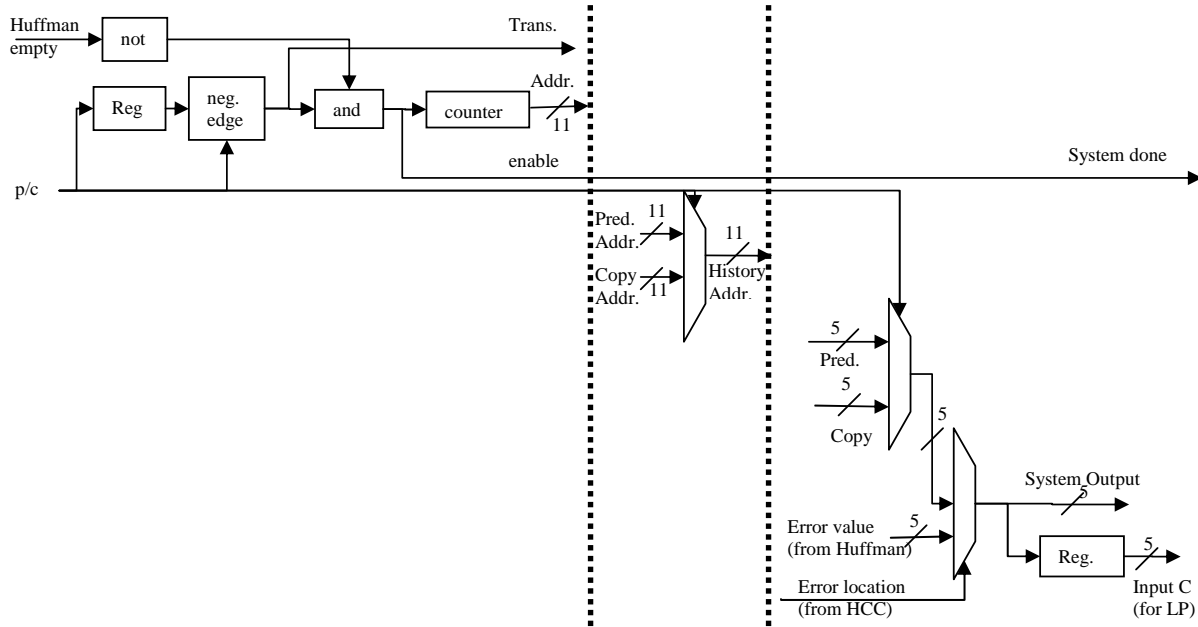 Huffman
empty
not
Trans.
Reg
neg.
edge
and
counter
Addr.
11
enable
System done
p/c
Pred.
Addr.
11
Copy
Addr.
11
11
History
Addr.
5
Pred.
5
Copy
5
System Output
5
Error value
(from Huffman)
5
Reg.
5
Input C
(for LP)
Error location
(from HCC)